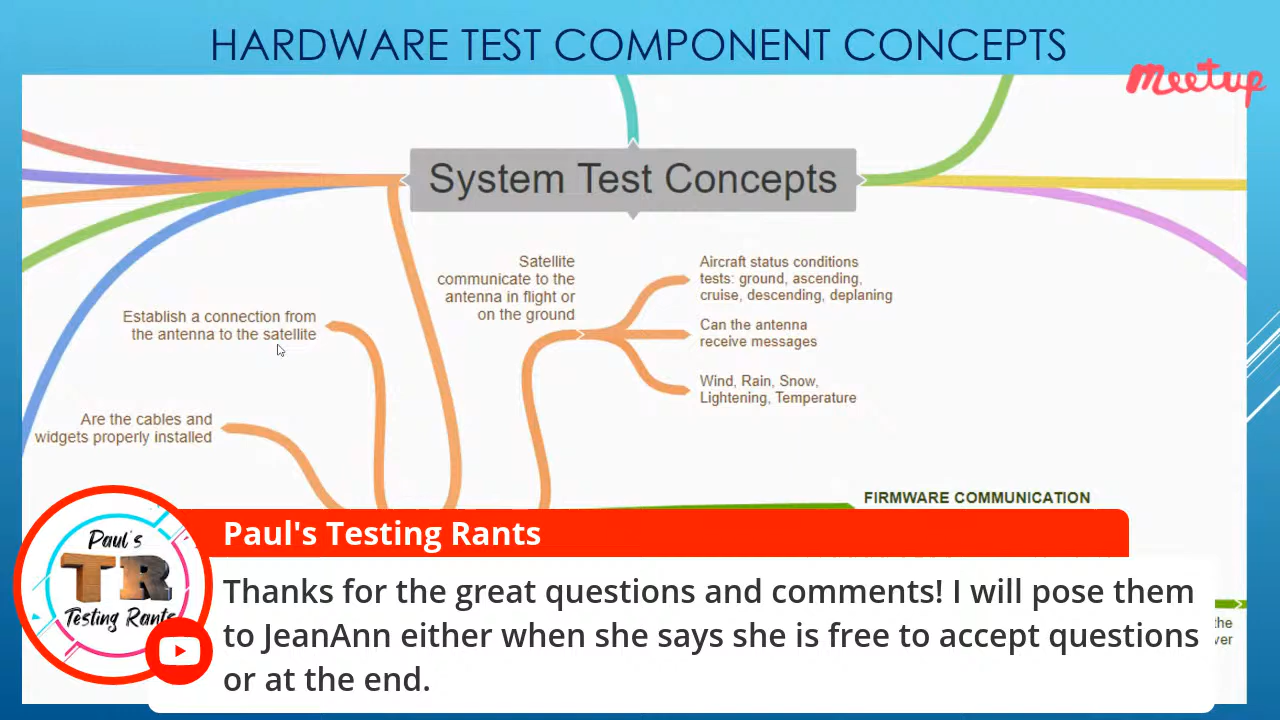 HARDWARE TEST COMPONENT CONCEPTS
meetup
System Test Concepts
Satellite
communicate to the
antenna in flight or
on the ground
Aircraft status conditions
tests: ground, ascending,
cruise, descending, deplaning
Can the antenna
receive messages
Wind, Rain, Snow,
Lightening, Temperature
Establish a connection from
the antenna to the satellite
Are the cables and
widgets properly installed
FIRMWARE COMMUNICATION
Paul's
TR
Testing Rants
Paul's Testing Rants
Thanks for the great questions and comments! I will pose them
to JeanAnn either when she says she is free to accept questions
or at the end.
the
ver